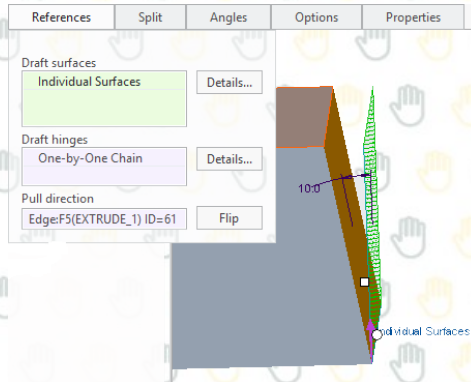 References
Split
Angles
Options
Properties
Draft surfaces
Individual Surfaces
Details...
Draft hinges
One-by-One Chain
Details...
Pull direction
Edge:F5(EXTRUDE_1) ID=61
Flip
10.0
ndividual Surfaces